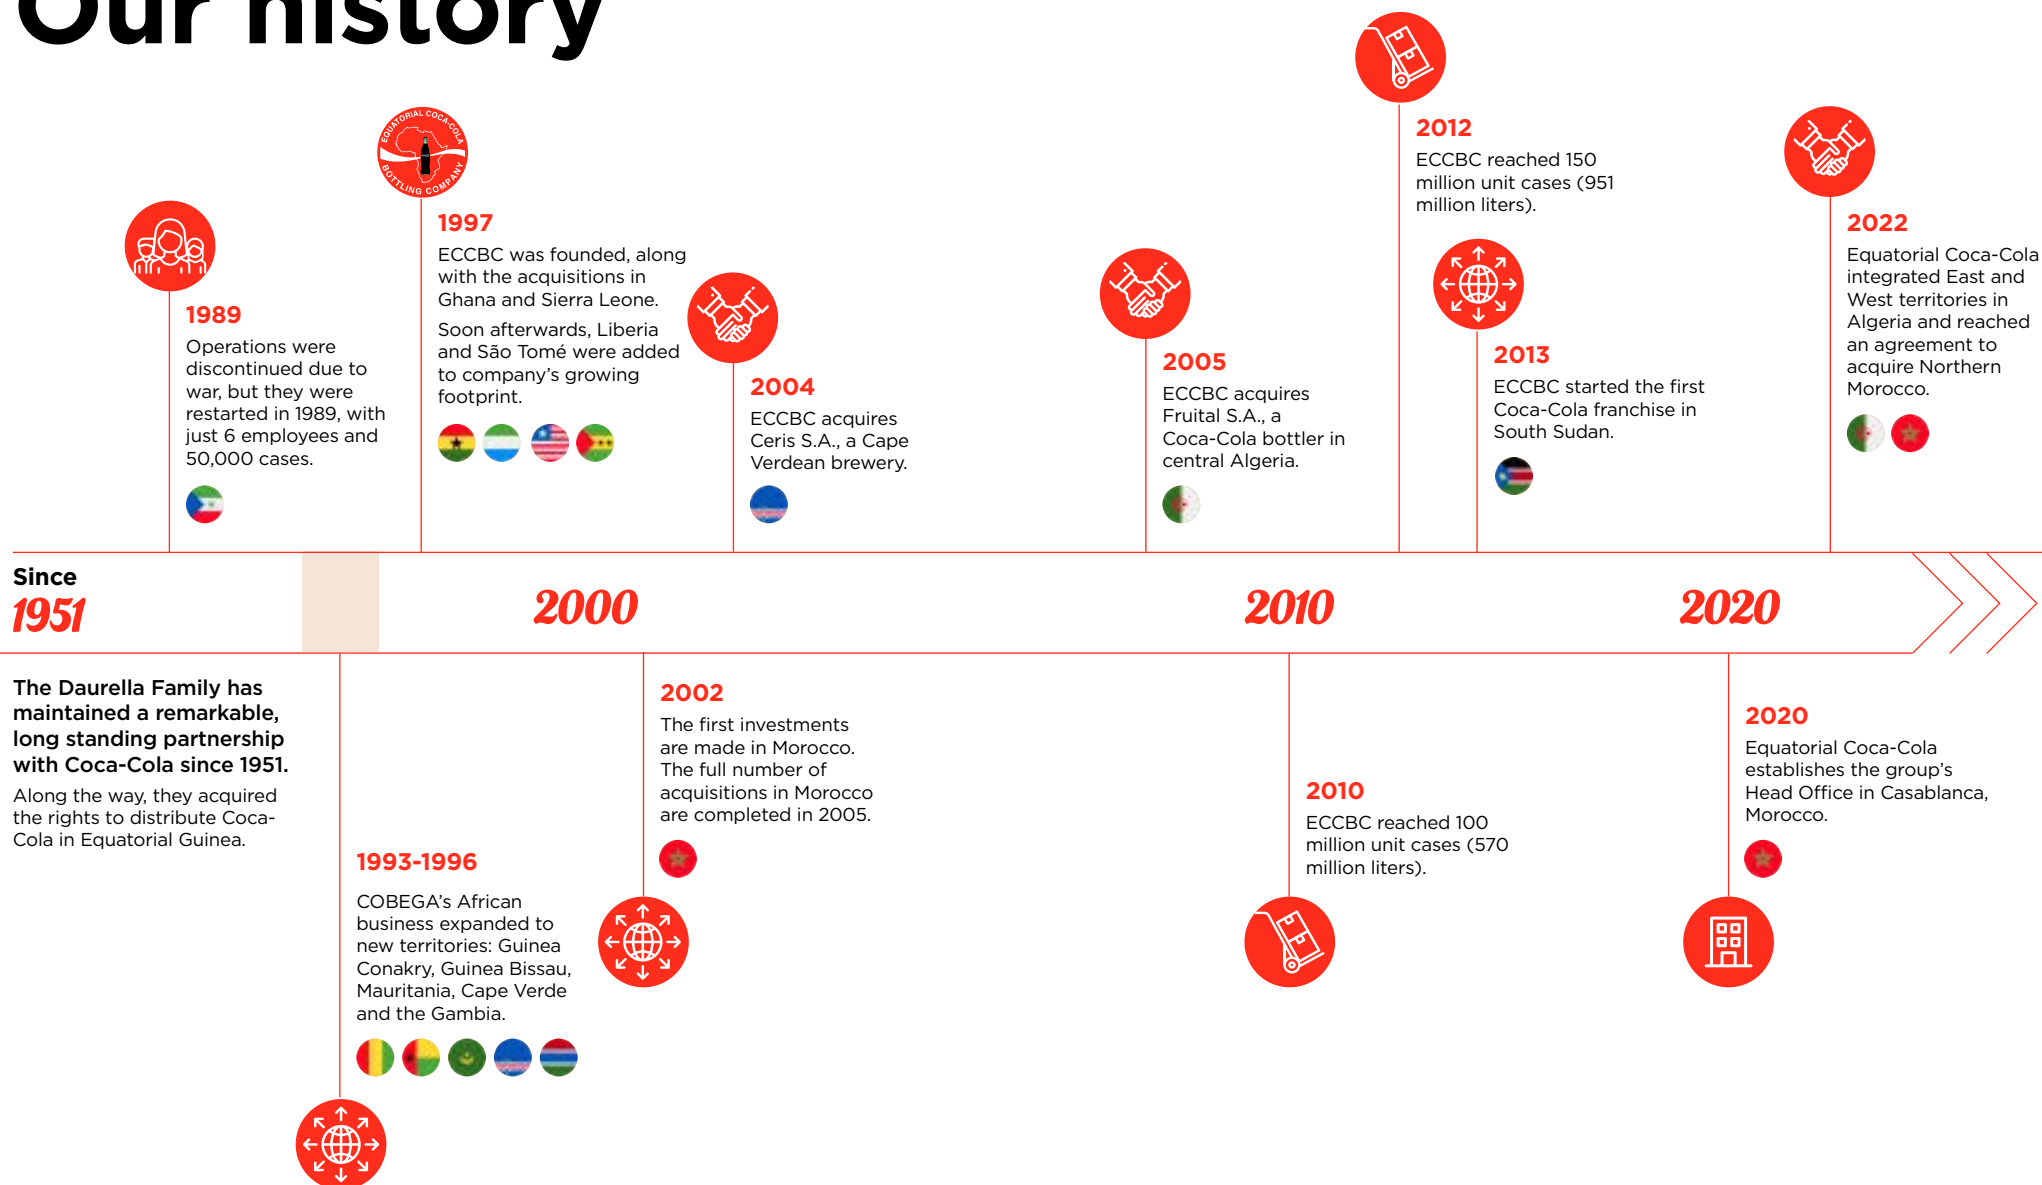 Our history
EQUATORIAL COCA-COLA
BOTTLING COMPANY
1989
Operations were
discontinued due to
war, but they were
restarted in 1989, with
just 6 employees and
50,000 cases.
1997
ECCBC was founded, along
with the acquisitions in
Ghana and Sierra Leone.
Soon afterwards, Liberia
and São Tomé were added
to company’s growing
footprint.
2004
ECCBC acquires
Ceris S.A., a Cape
Verdean brewery.
2005
ECCBC acquires
Fruital S.A., a
Coca-Cola bottler in
central Algeria.
2012
ECCBC reached 150
million unit cases (951
million liters).
2013
ECCBC started the first
Coca-Cola franchise in
South Sudan.
2022
Equatorial Coca-Cola
integrated East and
West territories in
Algeria and reached
an agreement to
acquire Northern
Morocco.
Since
1951
2000
2010
2020
The Daurella Family has
maintained a remarkable,
long standing partnership
with Coca-Cola since 1951.
Along the way, they acquired
the rights to distribute Coca-
Cola in Equatorial Guinea.
1993-1996
COBEGA’s African
business expanded to
new territories: Guinea
Conakry, Guinea Bissau,
Mauritania, Cape Verde
and the Gambia.
2002
The first investments
are made in Morocco.
The full number of
acquisitions in Morocco
are completed in 2005.
2010
ECCBC reached 100
million unit cases (570
million liters).
2020
Equatorial Coca-Cola
establishes the group’s
Head Office in Casablanca,
Morocco.